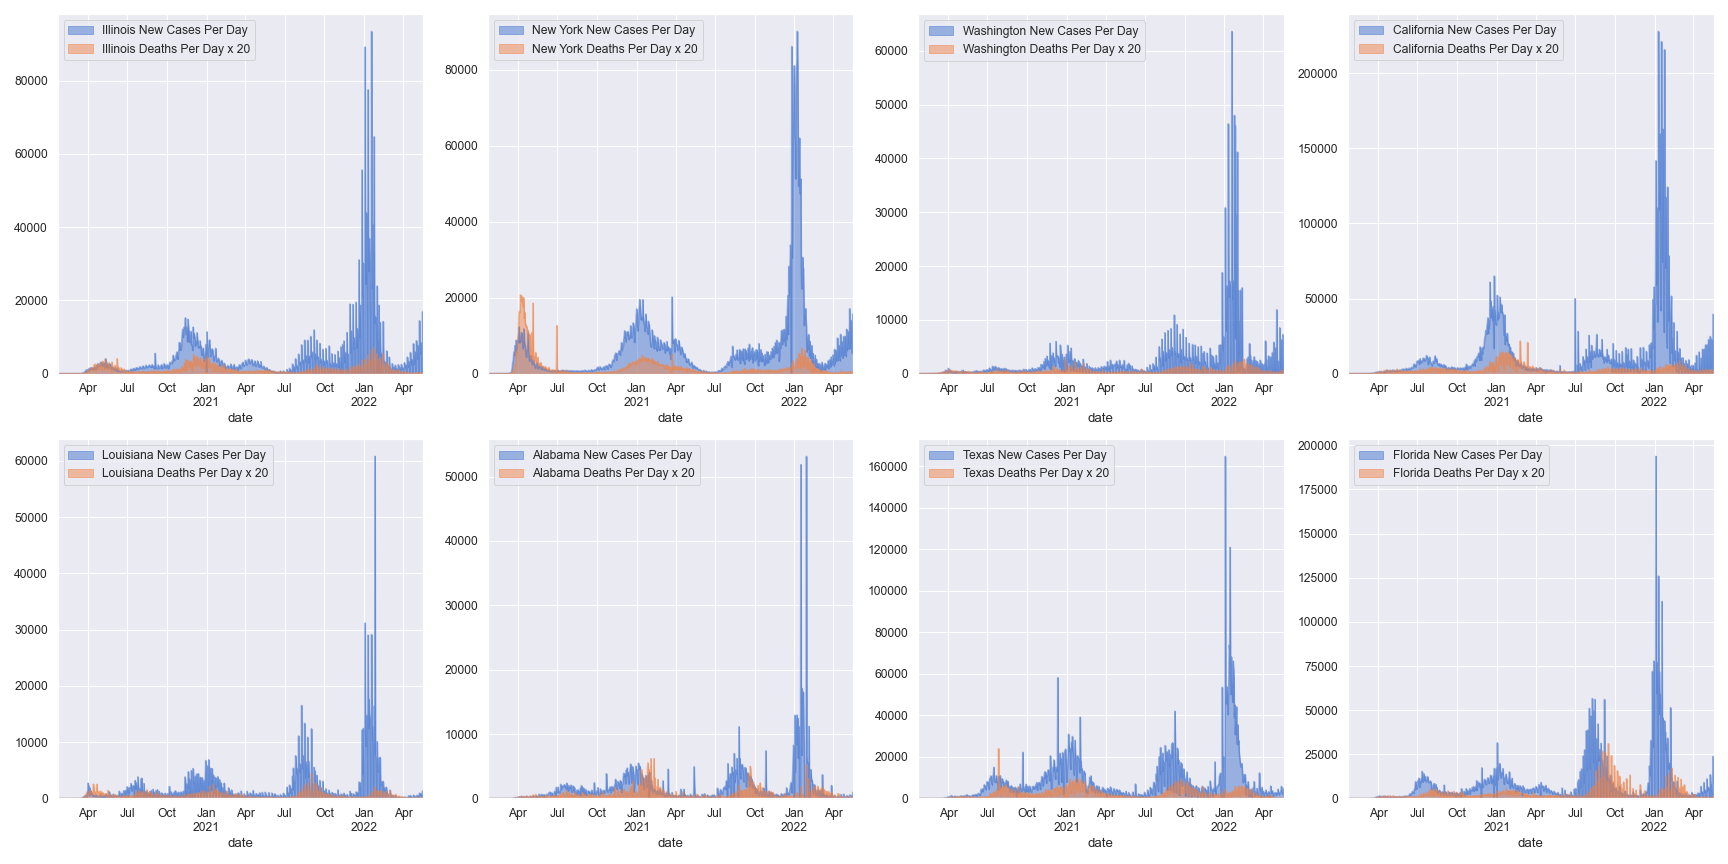 Illinois New Cases Per Day
Illinois Deaths Per Day x 20
80000
60000
40000
20000
0
Apr Jul Oct Jan Apr Jul Oct Jan Apr
2021 2022
date
New York New Cases Per Day
New York Deaths Per Day x 20
80000
60000
40000
20000
0
Apr Jul Oct Jan Apr Jul Oct Jan Apr
2021 2022
date
Washington New Cases Per Day
Washington Deaths Per Day x 20
60000
50000
40000
30000
20000
10000
0
Apr Jul Oct Jan Apr Jul Oct Jan Apr
2021 2022
date
California New Cases Per Day
California Deaths Per Day x 20
200000
150000
100000
50000
0
Apr Jul Oct Jan Apr Jul Oct Jan Apr
2021 2022
date
Louisiana New Cases Per Day
Louisiana Deaths Per Day x 20
60000
50000
40000
30000
20000
10000
0
Apr Jul Oct Jan Apr Jul Oct Jan Apr
2021 2022
date
Alabama New Cases Per Day
Alabama Deaths Per Day x 20
50000
40000
30000
20000
10000
0
Apr Jul Oct Jan Apr Jul Oct Jan Apr
2021 2022
date
Texas New Cases Per Day
Texas Deaths Per Day x 20
160000
140000
120000
100000
80000
60000
40000
20000
0
Apr Jul Oct Jan Apr Jul Oct Jan Apr
2021 2022
date
Florida New Cases Per Day
Florida Deaths Per Day x 20
200000
175000
150000
125000
100000
75000
50000
25000
0
Apr Jul Oct Jan Apr Jul Oct Jan Apr
2021 2022
date